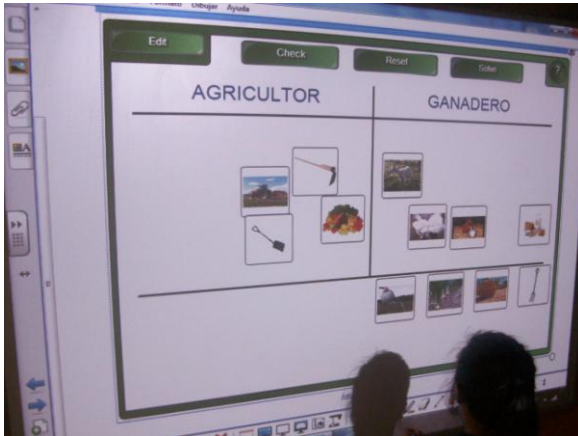 Dibujar Ayuda
Edit
Check
Reset
Solve
?
AGRICULTOR
GANADERO
A